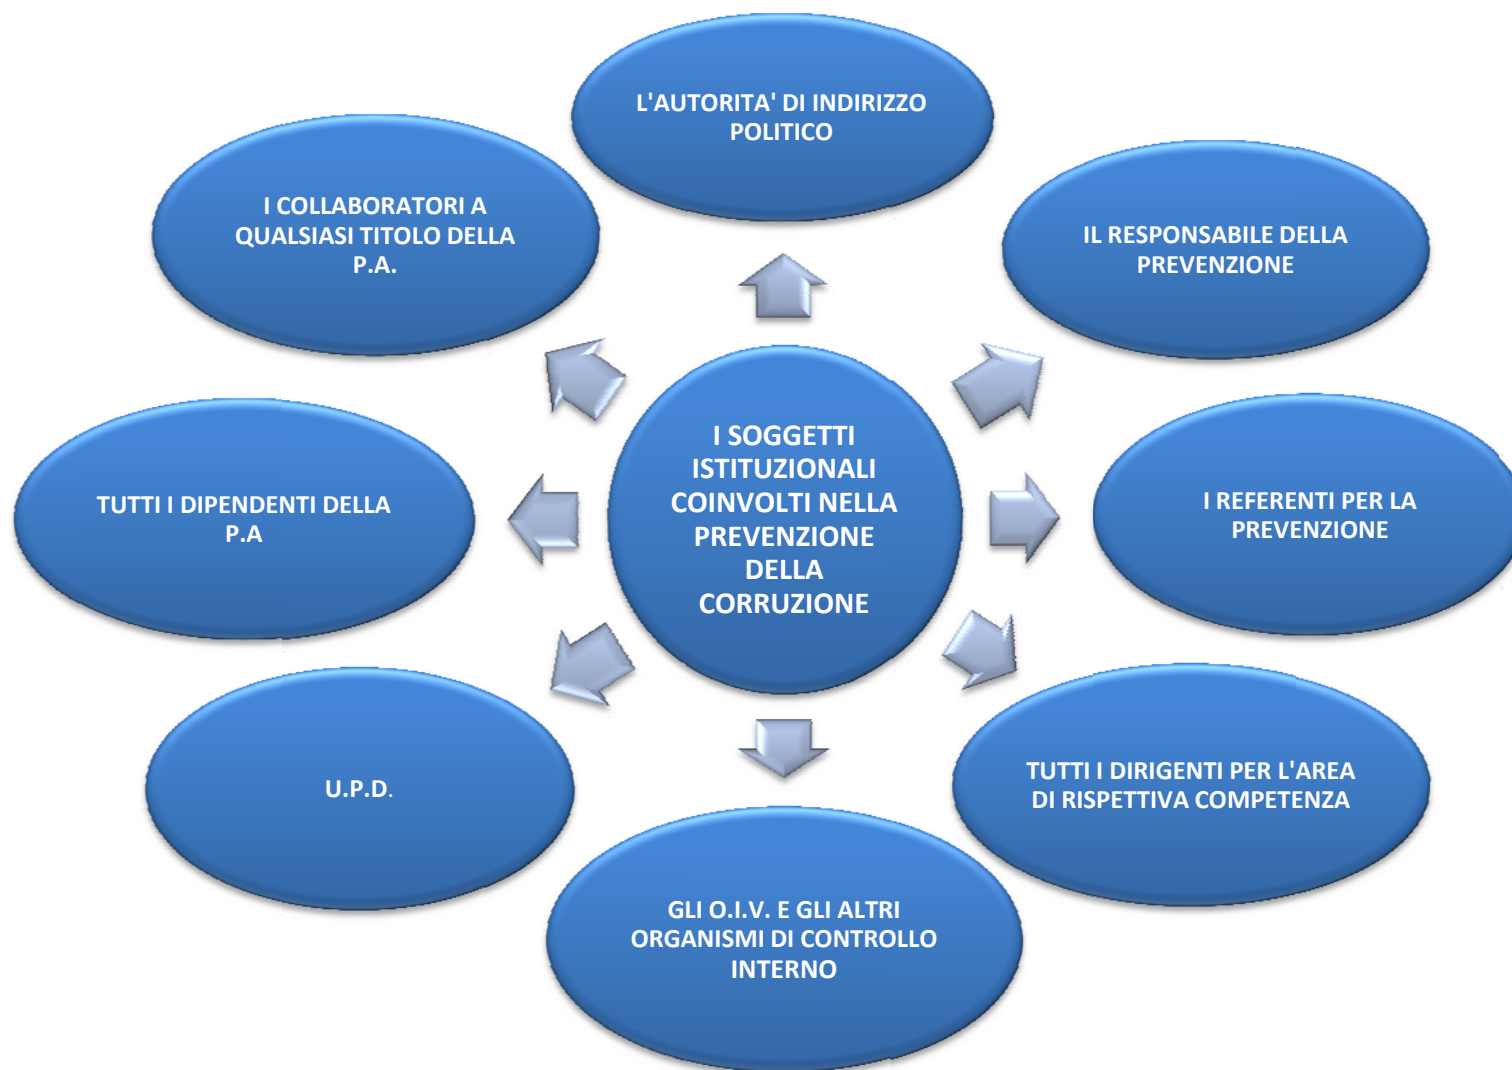 L'AUTORITA' DI INDIRIZZO
POLITICO
I COLLABORATORI A
QUALSIASI TITOLO DELLA
P.A.
IL RESPONSABILE DELLA
PREVENZIONE
I SOGGETTI
ISTITUZIONALI
COINVOLTI NELLA
PREVENZIONE
DELLA
CORRUZIONE
TUTTI I DIPENDENTI DELLA
P.A
I REFERENTI PER LA
PREVENZIONE
U.P.D.
TUTTI I DIRIGENTI PER L'AREA
DI RISPETTIVA COMPETENZA
GLI O.I.V. E GLI ALTRI
ORGANISMI DI CONTROLLO
INTERNO